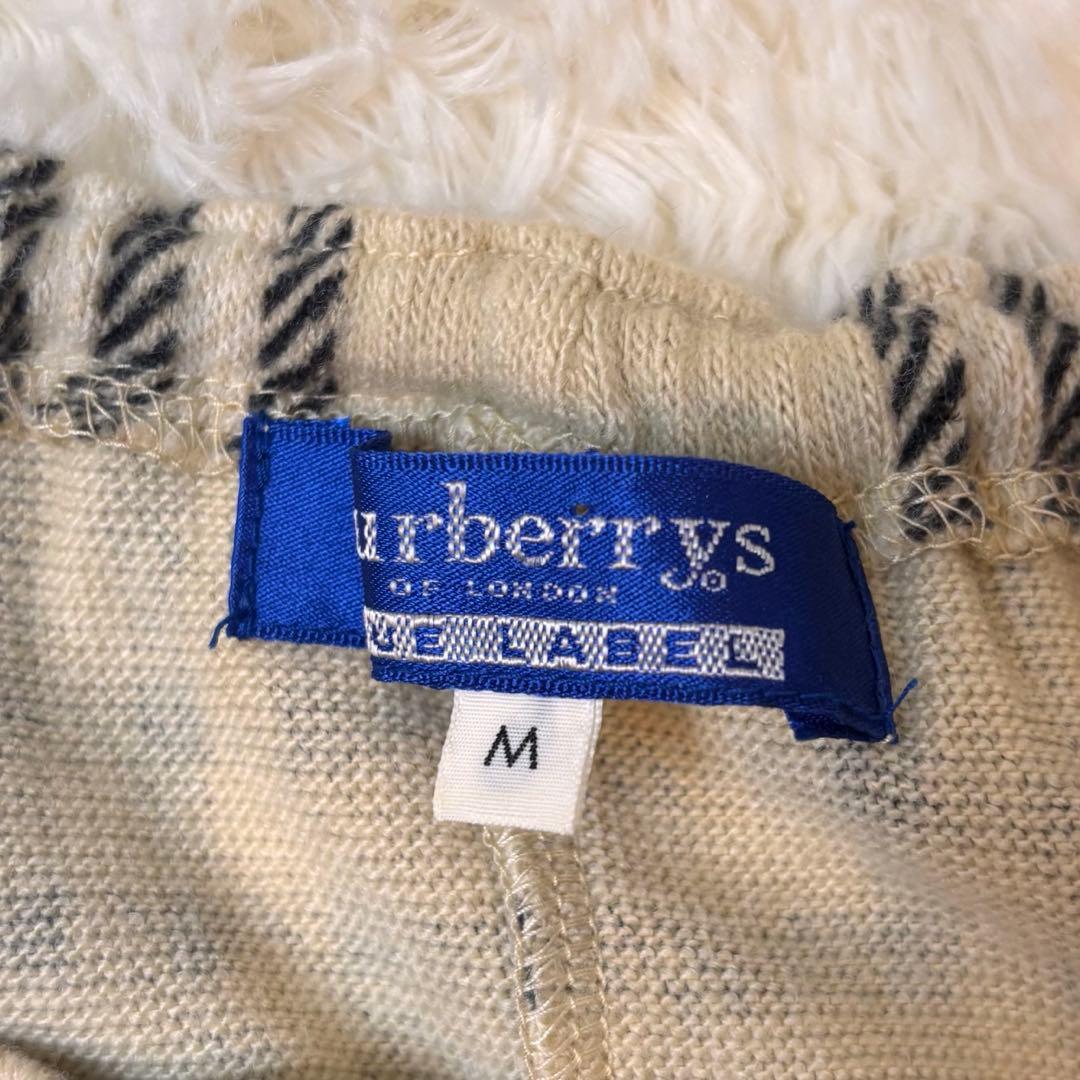 urberrys
OF LONDON
UE LABEL
M